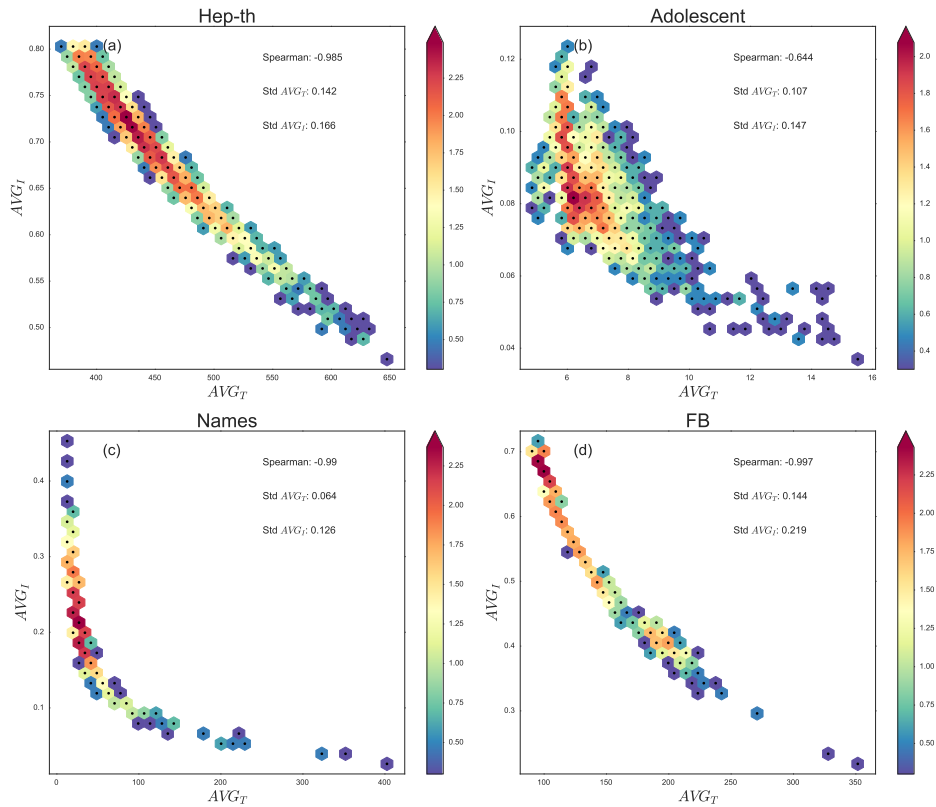 Hep-th
(a)
Spearman: -0.985
Std AVG_T: 0.142
Std AVG_I: 0.166
AVG_I
0.80
0.75
0.70
0.65
0.60
0.55
0.50
400 450 500 550 600 650
AVG_T
2.25
2.00
1.75
1.50
1.25
1.00
0.75
0.50
Adolescent
(b)
Spearman: -0.644
Std AVG_T: 0.107
Std AVG_I: 0.147
AVG_I
0.12
0.10
0.08
0.06
0.04
6 8 10 12 14 16
AVG_T
2.0
1.8
1.6
1.4
1.2
1.0
0.8
0.6
0.4
Names
(c)
Spearman: -0.99
Std AVG_T: 0.064
Std AVG_I: 0.126
AVG_I
0.4
0.3
0.2
0.1
0 100 200 300 400
AVG_T
2.25
2.00
1.75
1.50
1.25
1.00
0.75
0.50
FB
(d)
Spearman: -0.997
Std AVG_T: 0.144
Std AVG_I: 0.219
AVG_I
0.7
0.6
0.5
0.4
0.3
100 150 200 250 300 350
AVG_T
2.25
2.00
1.75
1.50
1.25
1.00
0.75
0.50